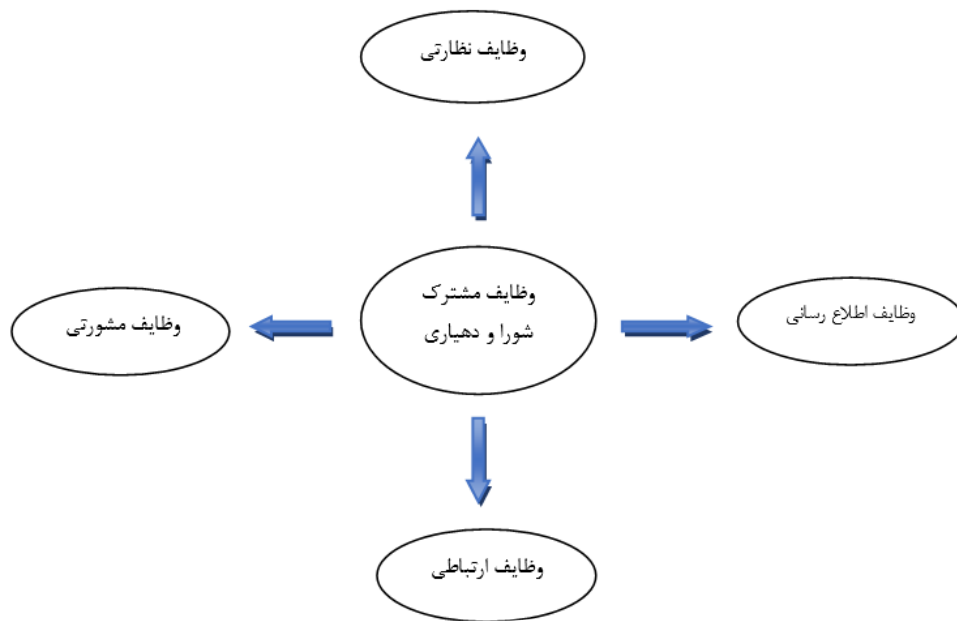 وظایف نظارتی
وظایف مشترک
شورا و دهیاری
وظایف اطلاع رسانی
وظایف مشورتی
وظایف ارتباطی